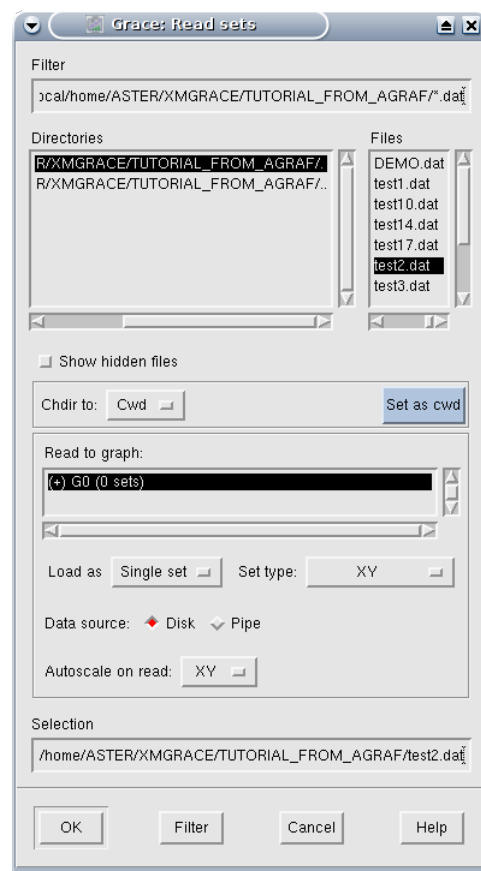 Grace: Read sets
Filter
ocal/home/ASTER/XMGRACE/TUTORIAL_FROM_AGRAF/*.dat
Directories
R/XMGRACE/TUTORIAL_FROM_AGRAF/.
R/XMGRACE/TUTORIAL_FROM_AGRAF/..
Files
DEMO.dat
test1.dat
test10.dat
test14.dat
test17.dat
test2.dat
test3.dat
Show hidden files
Chdir to: Cwd Set as cwd
Read to graph:
(+) G0 (0 sets)
Load as Single set Set type: XY
Data source: Disk Pipe
Autoscale on read: XY
Selection
/home/ASTER/XMGRACE/TUTORIAL_FROM_AGRAF/test2.dat
OK Filter Cancel Help